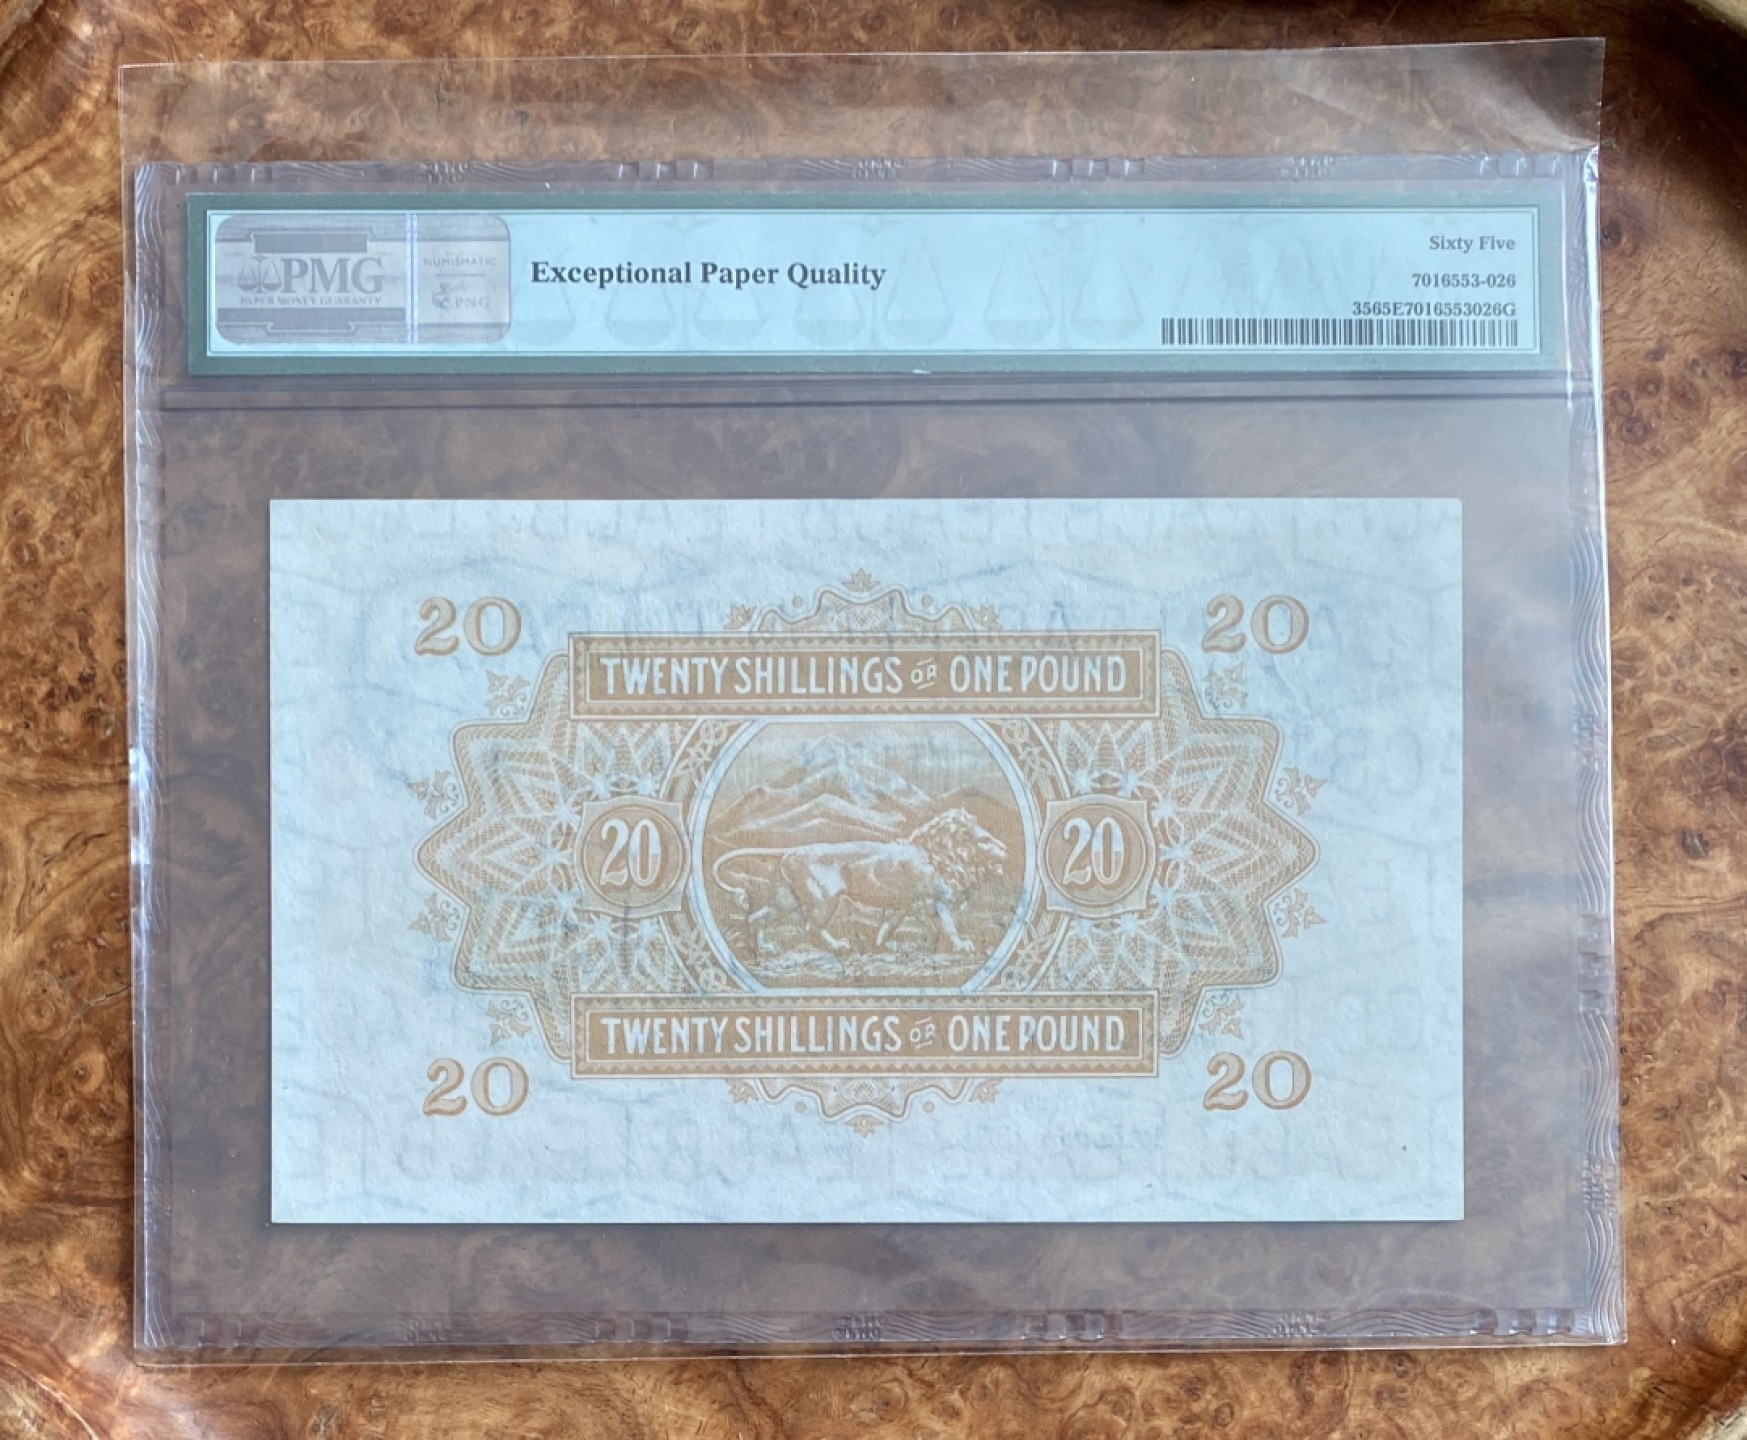 PMG
PAPER MONEY GUARANTY
NUMISMATIC
PNG
Exceptional Paper Quality
Sixty Five
7016553-026
3565E7016553026G
20
20
TWENTY SHILLINGS OR ONE POUND
20
20
TWENTY SHILLINGS OR ONE POUND
20
20